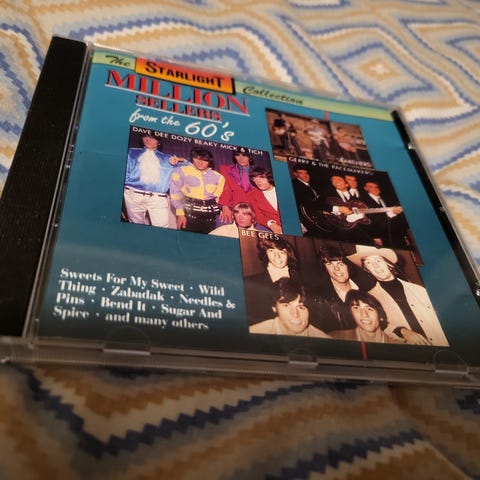 The STARLIGHT Collection
MILLION
SELLERS
from the 60's
DAVE DEE DOZY BEAKY MICK & TICH
GERRY & THE PACEMAKERS
BEE GEES
Sweets For My Sweet · Wild
Thing · Zabadak · Needles &
Pins · Bend It · Sugar And
Spice · and many others